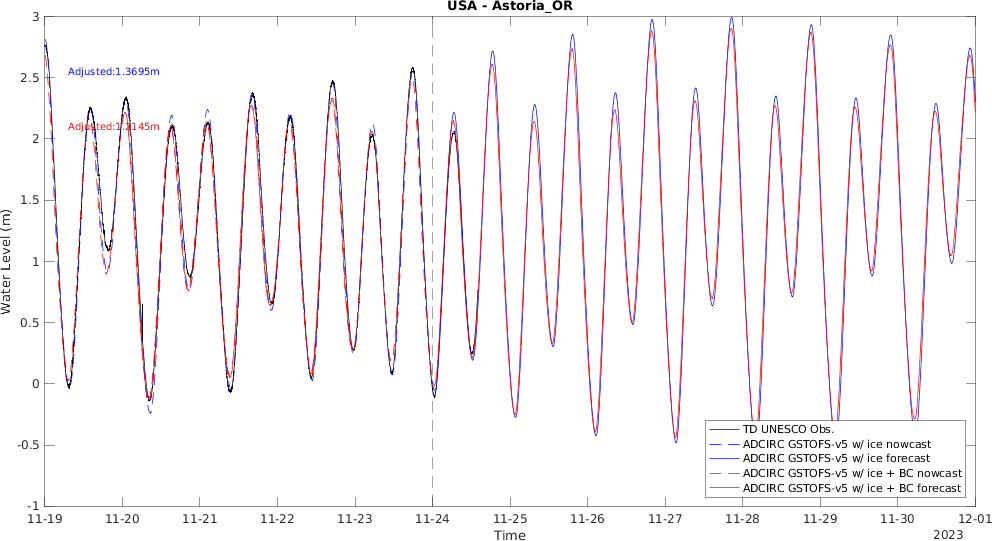 USA - Astoria_OR
Adjusted:1.3695m
Adjusted:1.2145m
Water Level (m)
3
2.5
2
1.5
1
0.5
0
-0.5
-1
TD UNESCO Obs.
ADCIRC GSTOFS-v5 w/ ice nowcast
ADCIRC GSTOFS-v5 w/ ice forecast
ADCIRC GSTOFS-v5 w/ ice + BC nowcast
ADCIRC GSTOFS-v5 w/ ice + BC forecast
11-19 11-20 11-21 11-22 11-23 11-24 11-25 11-26 11-27 11-28 11-29 11-30 12-01
Time
2023